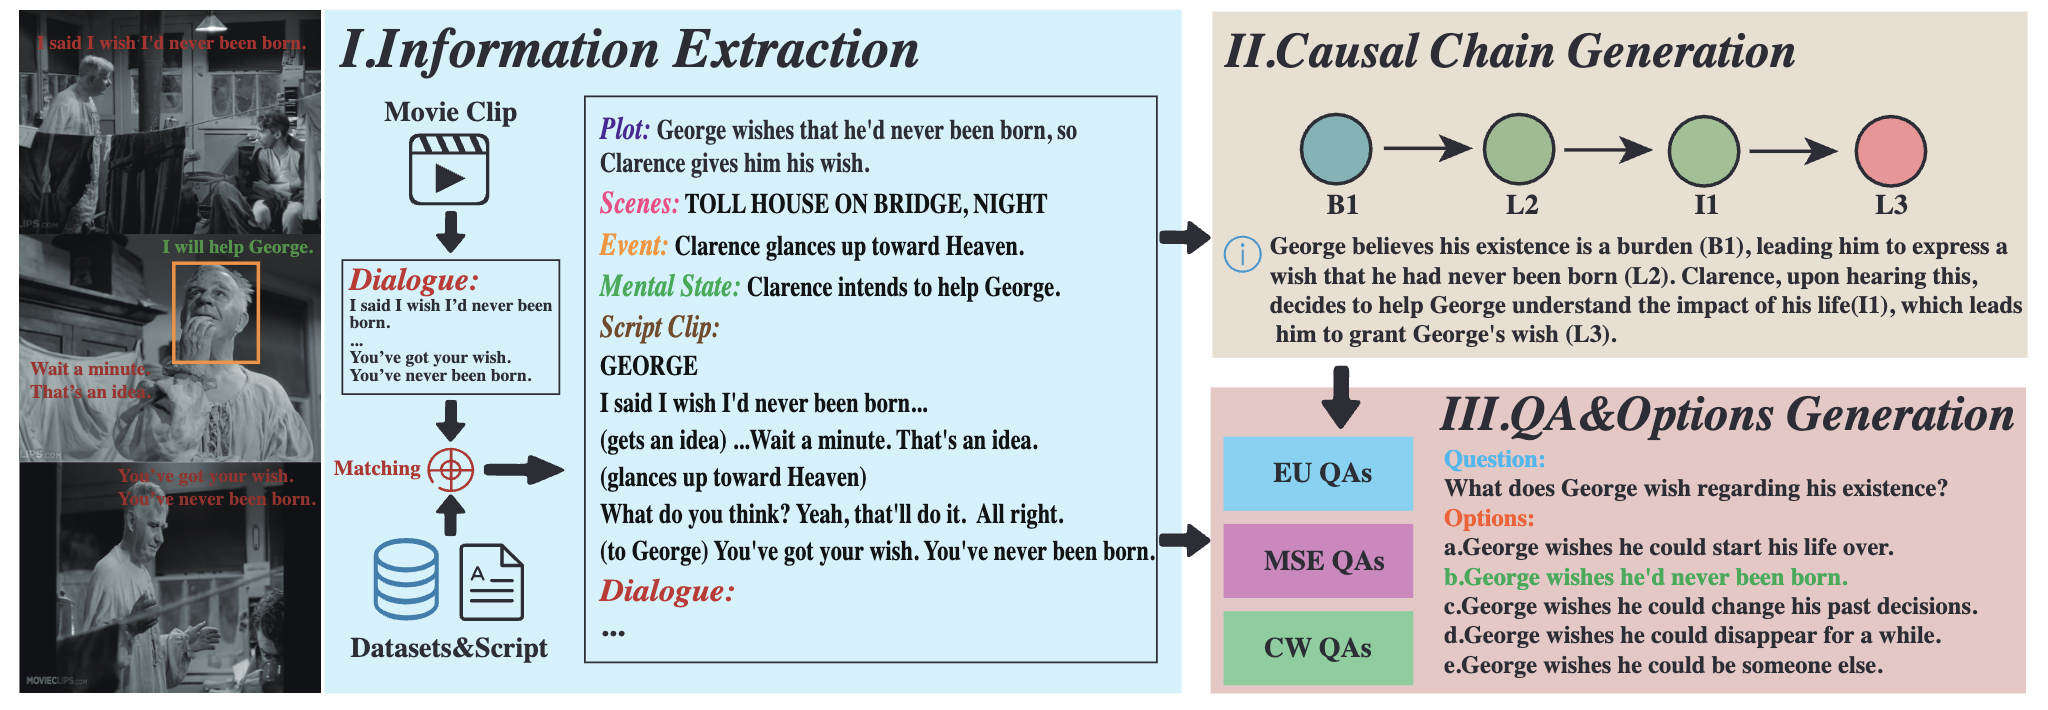 I said I wish I'd never been born.
LIPS.COM
I will help George.
Wait a minute.
That's an idea.
LIPS.COM
You've got your wish.
You've never been born.
MOVIECLIPS.COM
I.Information Extraction
Movie Clip
Dialogue:
I said I wish I'd never been
born.
...
You've got your wish.
You've never been born.
Matching
Datasets&Script
A
Plot: George wishes that he'd never been born, so
Clarence gives him his wish.
Scenes: TOLL HOUSE ON BRIDGE, NIGHT
Event: Clarence glances up toward Heaven.
Mental State: Clarence intends to help George.
Script Clip:
GEORGE
I said I wish I'd never been born...
(gets an idea) ...Wait a minute. That's an idea.
(glances up toward Heaven)
What do you think? Yeah, that'll do it. All right.
(to George) You've got your wish. You've never been born.
Dialogue:
...
II.Causal Chain Generation
B1 L2 I1 L3
i
George believes his existence is a burden (B1), leading him to express a
wish that he had never been born (L2). Clarence, upon hearing this,
decides to help George understand the impact of his life(I1), which leads
him to grant George's wish (L3).
III.QA&Options Generation
EU QAs
MSE QAs
CW QAs
Question:
What does George wish regarding his existence?
Options:
a.George wishes he could start his life over.
b.George wishes he'd never been born.
c.George wishes he could change his past decisions.
d.George wishes he could disappear for a while.
e.George wishes he could be someone else.